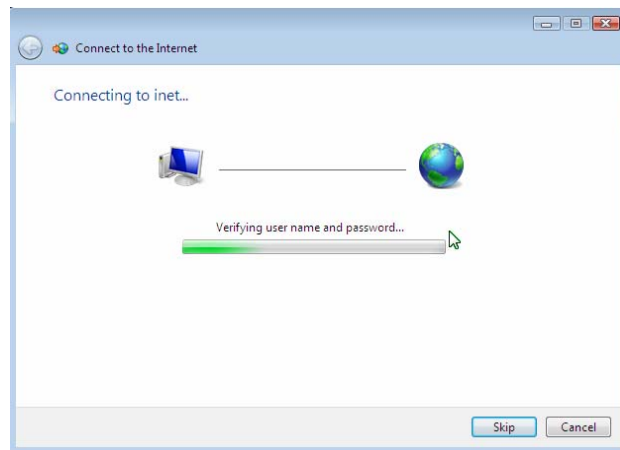 Connect to the Internet
Connecting to inet...
Verifying user name and password...
Skip Cancel